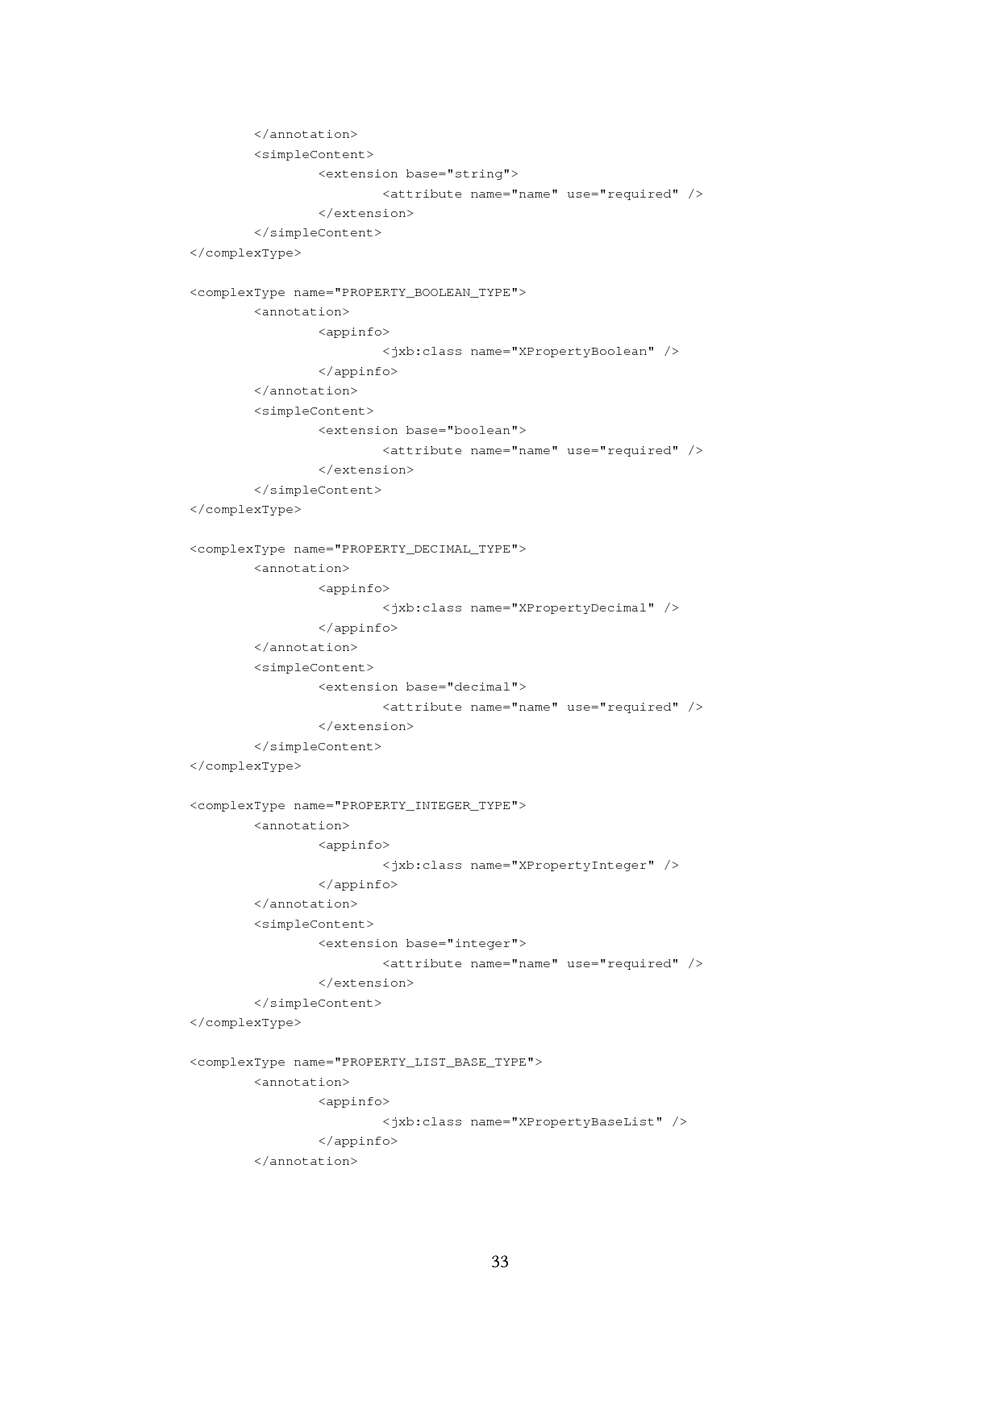 </annotation>
<simpleContent>
<extension base="string">
<attribute name="name" use="required" />
</extension>
</simpleContent>
</complexType>
<complexType name="PROPERTY_BOOLEAN_TYPE">
<annotation>
<appinfo>
<jxb:class name="XPropertyBoolean" />
</appinfo>
</annotation>
<simpleContent>
<extension base="boolean">
<attribute name="name" use="required" />
</extension>
</simpleContent>
</complexType>
<complexType name="PROPERTY_DECIMAL_TYPE">
<annotation>
<appinfo>
<jxb:class name="XPropertyDecimal" />
</appinfo>
</annotation>
<simpleContent>
<extension base="decimal">
<attribute name="name" use="required" />
</extension>
</simpleContent>
</complexType>
<complexType name="PROPERTY_INTEGER_TYPE">
<annotation>
<appinfo>
<jxb:class name="XPropertyInteger" />
</appinfo>
</annotation>
<simpleContent>
<extension base="integer">
<attribute name="name" use="required" />
</extension>
</simpleContent>
</complexType>
<complexType name="PROPERTY_LIST_BASE_TYPE">
<annotation>
<appinfo>
<jxb:class name="XPropertyBaseList" />
</appinfo>
</annotation>
33